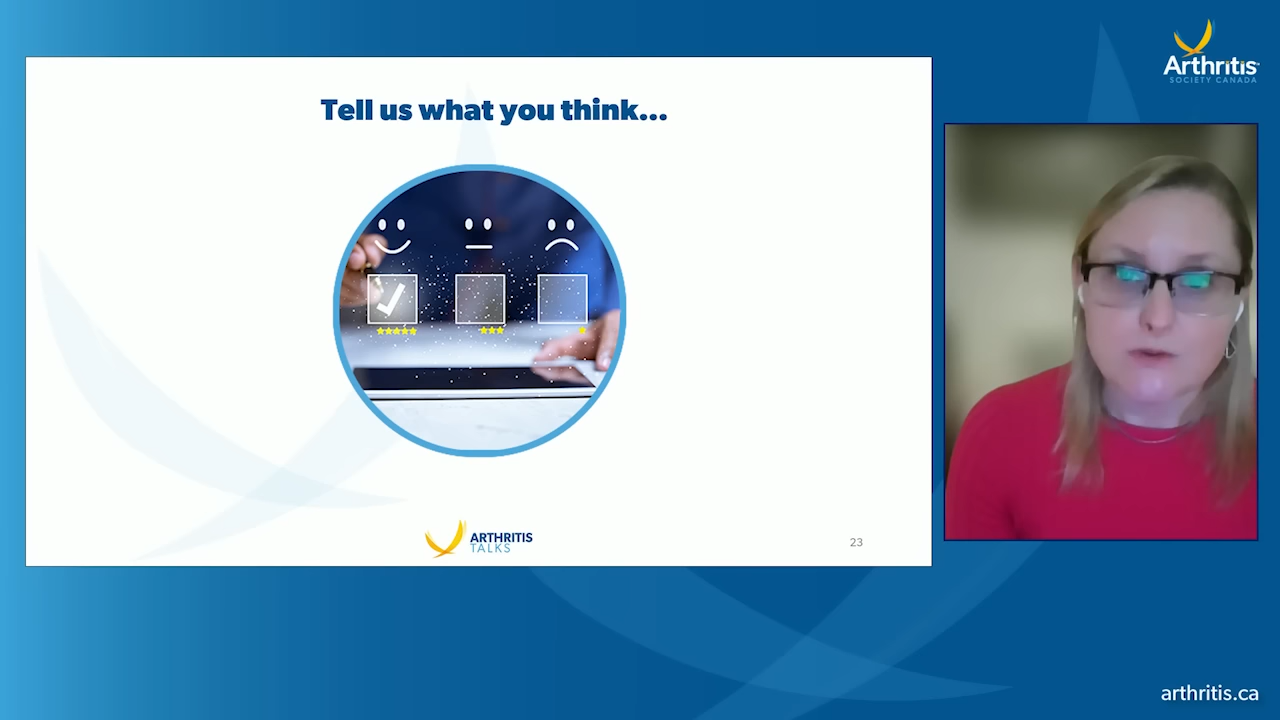 Tell us what you think...
ARTHRITIS
TALKS
23
Arthritis
SOCIETY CANADA
arthritis.ca